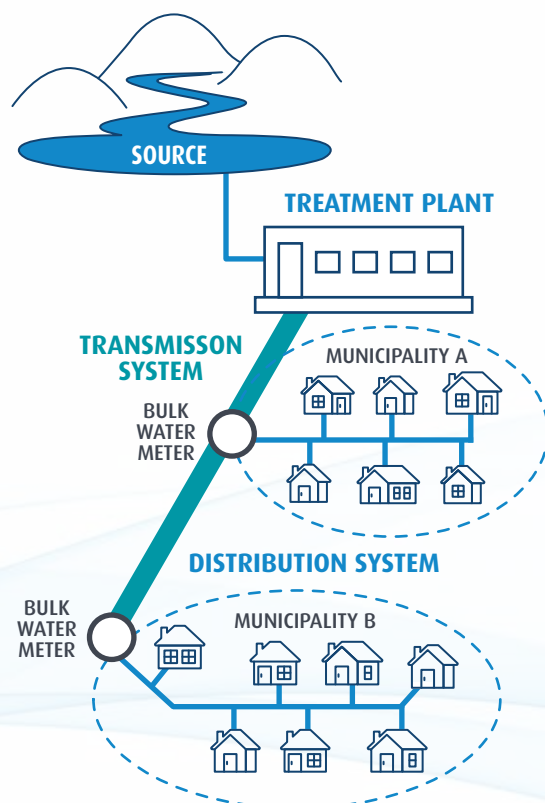 SOURCE
TREATMENT PLANT
TRANSMISSON
SYSTEM
MUNICIPALITY A
BULK
WATER
METER
DISTRIBUTION SYSTEM
BULK
WATER
METER
MUNICIPALITY B